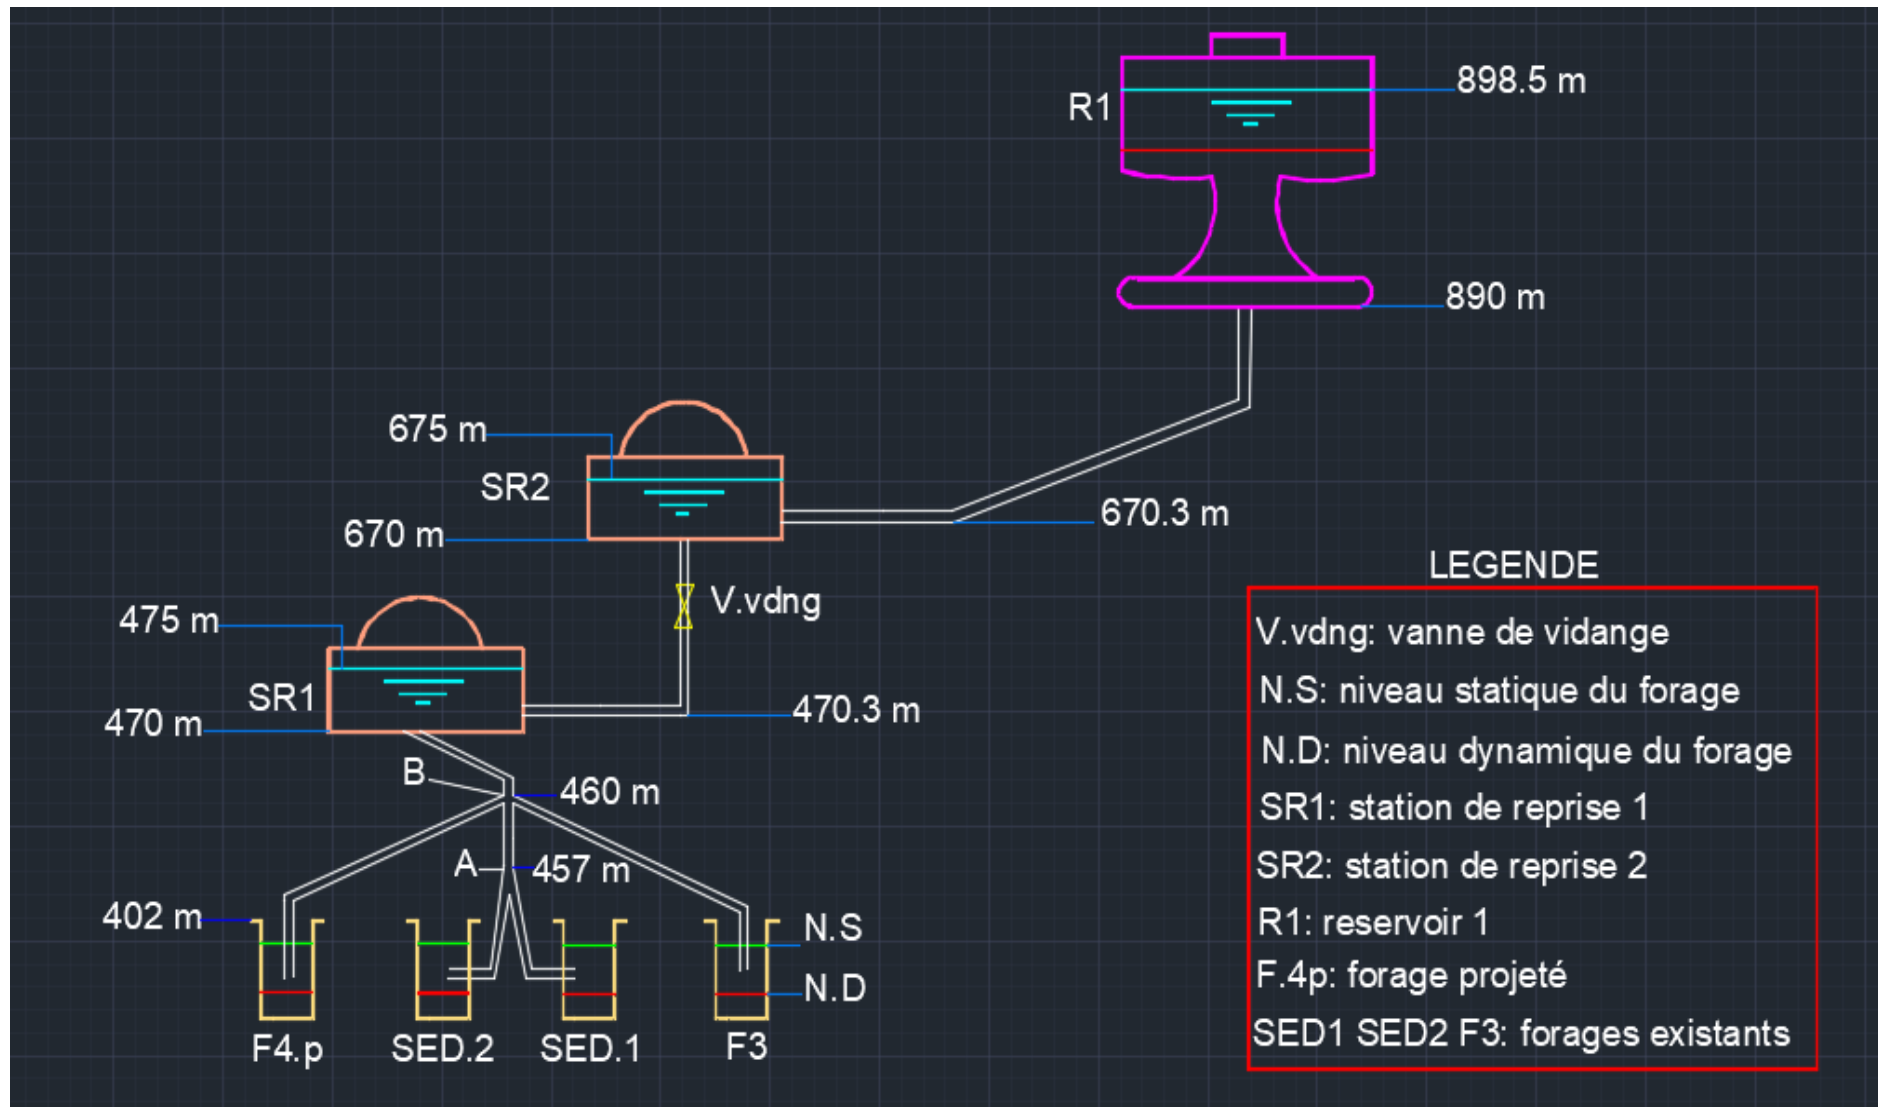 898.5 m
R1
890 m
675 m
SR2
670 m
670.3 m
V.vdng
475 m
SR1
470 m
470.3 m
B
460 m
A
457 m
402 m
N.S
N.D
F4.p
SED.2
SED.1
F3
LEGENDE
V.vdng: vanne de vidange
N.S: niveau statique du forage
N.D: niveau dynamique du forage
SR1: station de reprise 1
SR2: station de reprise 2
R1: reservoir 1
F.4p: forage projeté
SED1 SED2 F3: forages existants